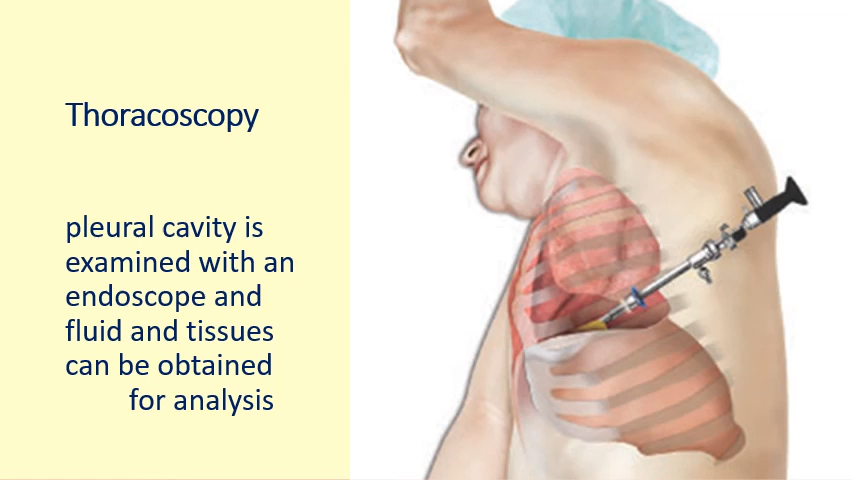 Thoracoscopy
pleural cavity is
examined with an
endoscope and
fluid and tissues
can be obtained
for analysis